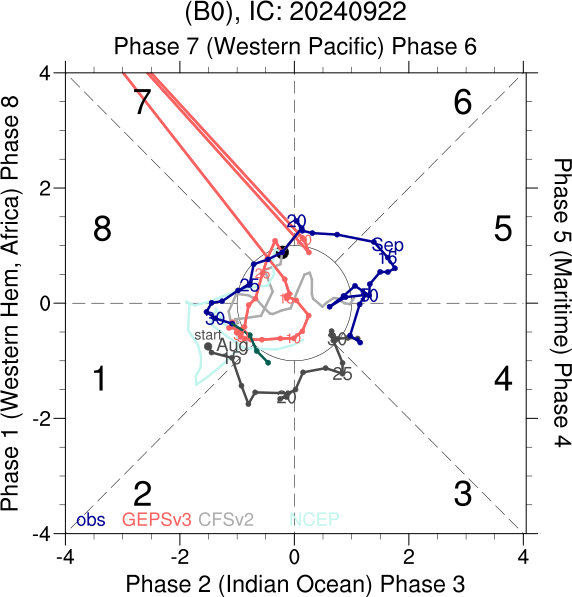 (B0), IC: 20240922
Phase 7 (Western Pacific) Phase 6
Phase 1 (Western Hem, Africa) Phase 8
Phase 5 (Maritime) Phase 4
4
2
0
-2
-4
7
6
8
5
1
4
2
3
20
Sep
15
25
30
start
Aug
15
25
20
10
obs GEPSv3 CFSv2 NCEP
-4 -2 0 2 4
Phase 2 (Indian Ocean) Phase 3